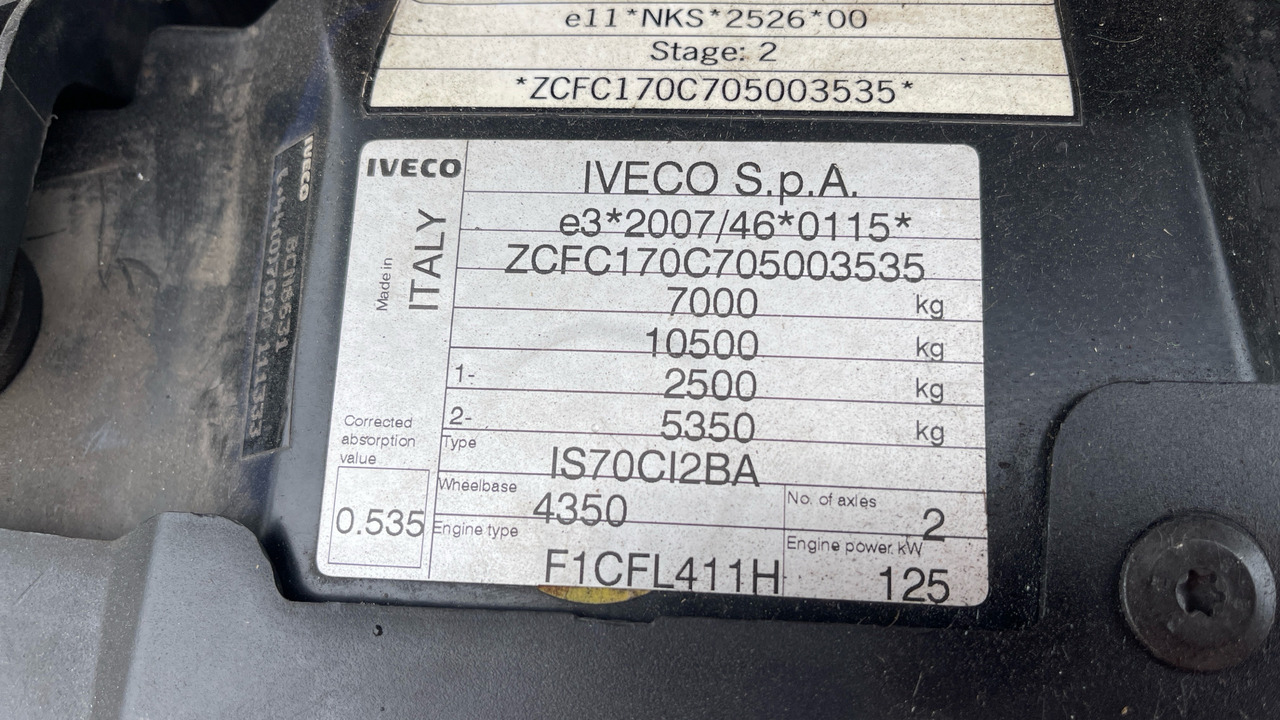 e11*NKS*2526*00
Stage: 2
*ZCFC170C705003535*
IVECO
IVECO S.p.A.
Made in
ITALY
e3*2007/46*0115*
ZCFC170C705003535
7000 kg
10500 kg
1- 2500 kg
2- 5350 kg
Corrected
absorption
value
0.535
Type
IS70CI2BA
Wheelbase
4350
No. of axles
2
Engine type
F1CFL411H
Engine power kW
125
IVECO